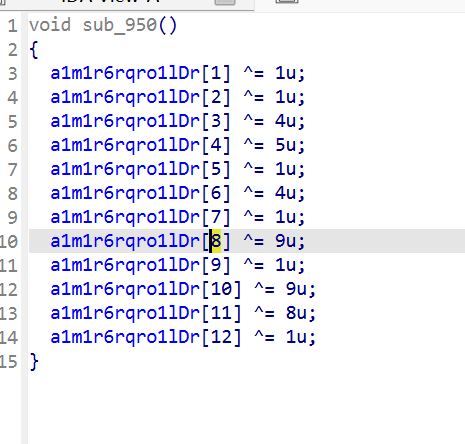 1 void sub_950()
2 {
3 a1m1r6rqro1lDr[1] ^= 1u;
4 a1m1r6rqro1lDr[2] ^= 1u;
5 a1m1r6rqro1lDr[3] ^= 4u;
6 a1m1r6rqro1lDr[4] ^= 5u;
7 a1m1r6rqro1lDr[5] ^= 1u;
8 a1m1r6rqro1lDr[6] ^= 4u;
9 a1m1r6rqro1lDr[7] ^= 1u;
10 a1m1r6rqro1lDr[8] ^= 9u;
11 a1m1r6rqro1lDr[9] ^= 1u;
12 a1m1r6rqro1lDr[10] ^= 9u;
13 a1m1r6rqro1lDr[11] ^= 8u;
14 a1m1r6rqro1lDr[12] ^= 1u;
15 }